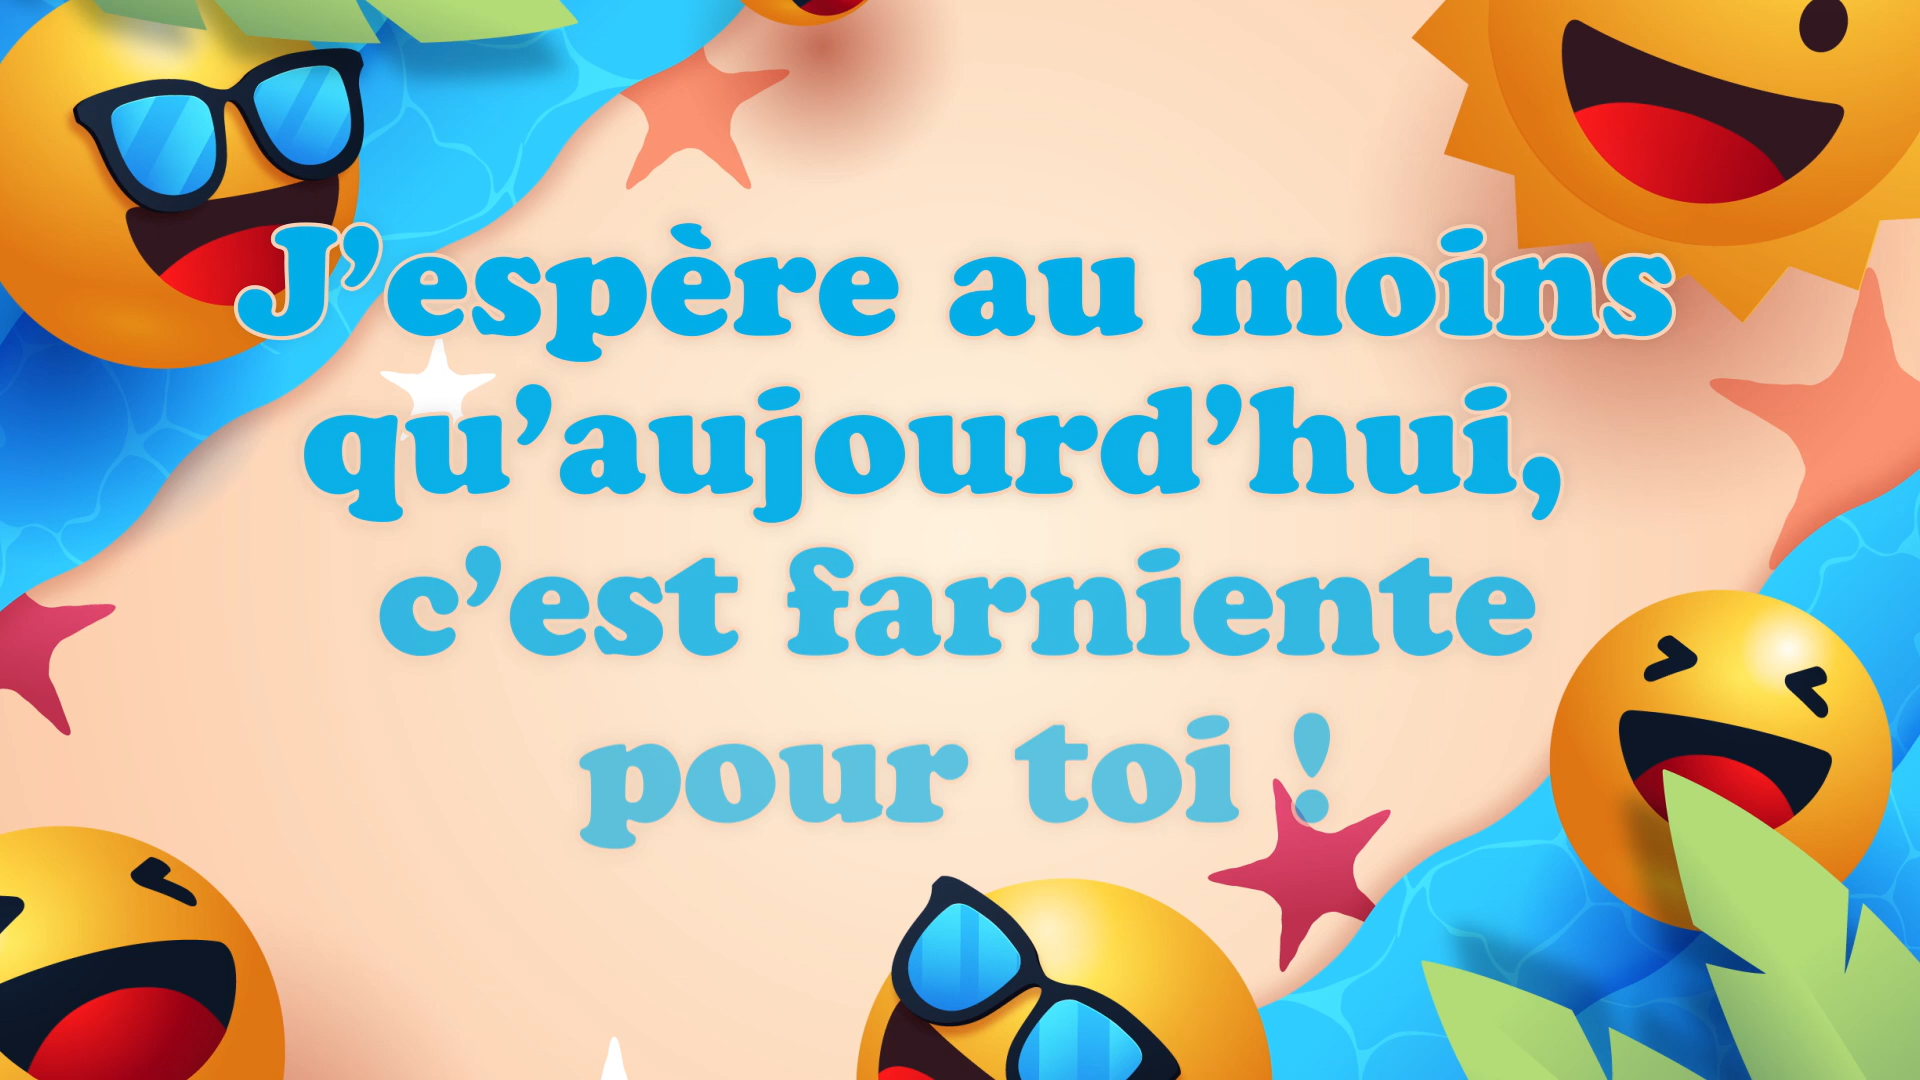 J’espère au moins
qu’aujourd’hui,
c’est farniente
pour toi !